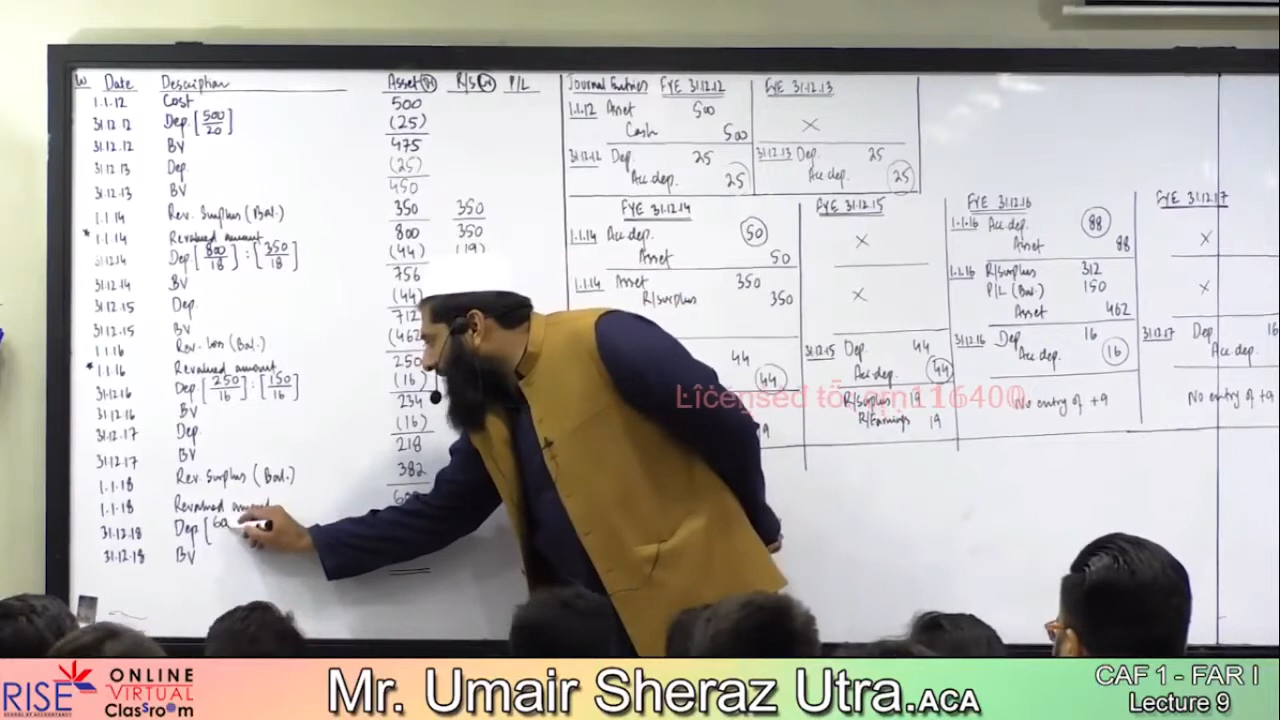 W Date Description Asset (Dr) R/S (Cr) P/L
1.1.12 Cost 500
31.12.12 Dep. [500/20] (25)
31.12.12 BV 475
31.12.13 Dep. (25)
31.12.13 BV 450
1.1.14 Rev. Surplus (Bal.) 350 350
* 1.1.14 Revalued amount 800 350
31.12.14 Dep [800/18] : [350/18] (44) (19)
31.12.14 BV 756
31.12.15 Dep. (44)
31.12.15 BV 712
1.1.16 Rev. loss (Bal.) (462
* 1.1.16 Revalued amount 250
31.12.16 Dep [250/16] : [150/16] (16)
31.12.16 BV 234
31.12.17 Dep. (16)
31.12.17 BV 218
1.1.18 Rev. Surplus (Bal.) 382
1.1.18 Revalued amount
31.12.18 Dep [60
31.12.18 BV
Journal Entries FYE 31.12.12
1.1.12 Asset 500
Cash 500
31.12.12 Dep. 25
Acc. dep. 25
FYE 31.12.13
X
31.12.13 Dep. 25
Acc. dep. 25
FYE 31.12.14
1.1.14 Acc. dep. 50
Asset 50
1.1.14 Asset 350
R/surplus 350
44
44
FYE 31.12.15
X
X
31.12.15 Dep. 44
Acc. dep. 44
R/Surplus 19
R/Earnings 19
FYE 31.12.16
1.1.16 Acc. dep. 88
Asset 88
1.1.16 R/Surplus 312
P/L (Bal.) 150
Asset 462
31.12.16 Dep 16
Acc. dep. 16
No entry of +9
FYE 31.12.17
X
X
31.12.17 Dep 16
Acc. dep.
No entry of +9
RISE
SCHOOL OF ACCOUNTANCY
ONLINE
VIRTUAL
Classroom
Mr. Umair Sheraz Utra.ACA
CAF 1 - FAR I
Lecture 9